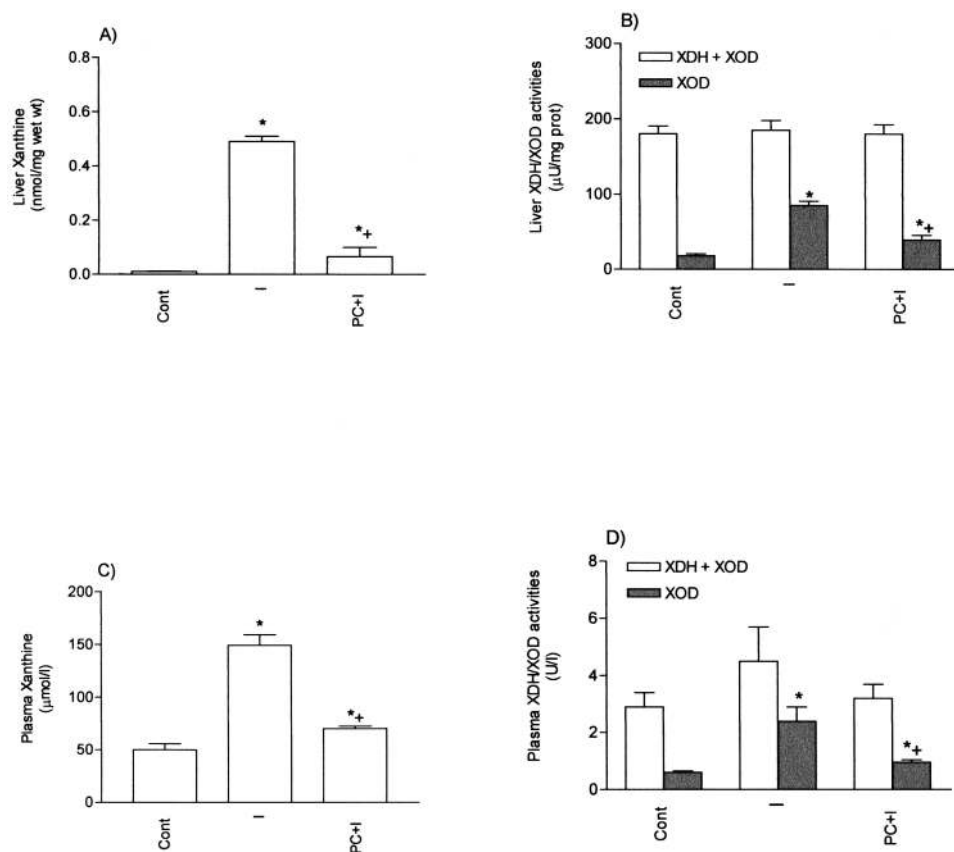 A)
Liver Xanthine
(nmol/mg wet wt)
0.8
0.6
0.4
0.2
0.0
*
*+
Cont
I
PC+I
B)
Liver XDH/XOD activities
(μU/mg prot)
300
200
100
0
XDH + XOD
XOD
*
*+
Cont
I
PC+I
C)
Plasma Xanthine
(μmol/l)
200
150
100
50
0
*
*+
Cont
I
PC+I
D)
Plasma XDH/XOD activities
(U/l)
8
6
4
2
0
XDH + XOD
XOD
*
*+
Cont
I
PC+I